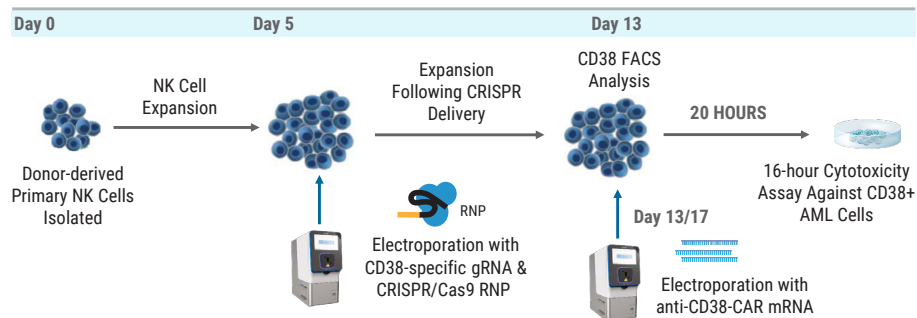 Day 0
Day 5
Day 13
NK Cell
Expansion
Expansion
Following CRISPR
Delivery
CD38 FACS
Analysis
20 HOURS
Donor-derived
Primary NK Cells
Isolated
RNP
Electroporation with
CD38-specific gRNA &
CRISPR/Cas9 RNP
Day 13/17
Electroporation with
anti-CD38-CAR mRNA
16-hour Cytotoxicity
Assay Against CD38+
AML Cells